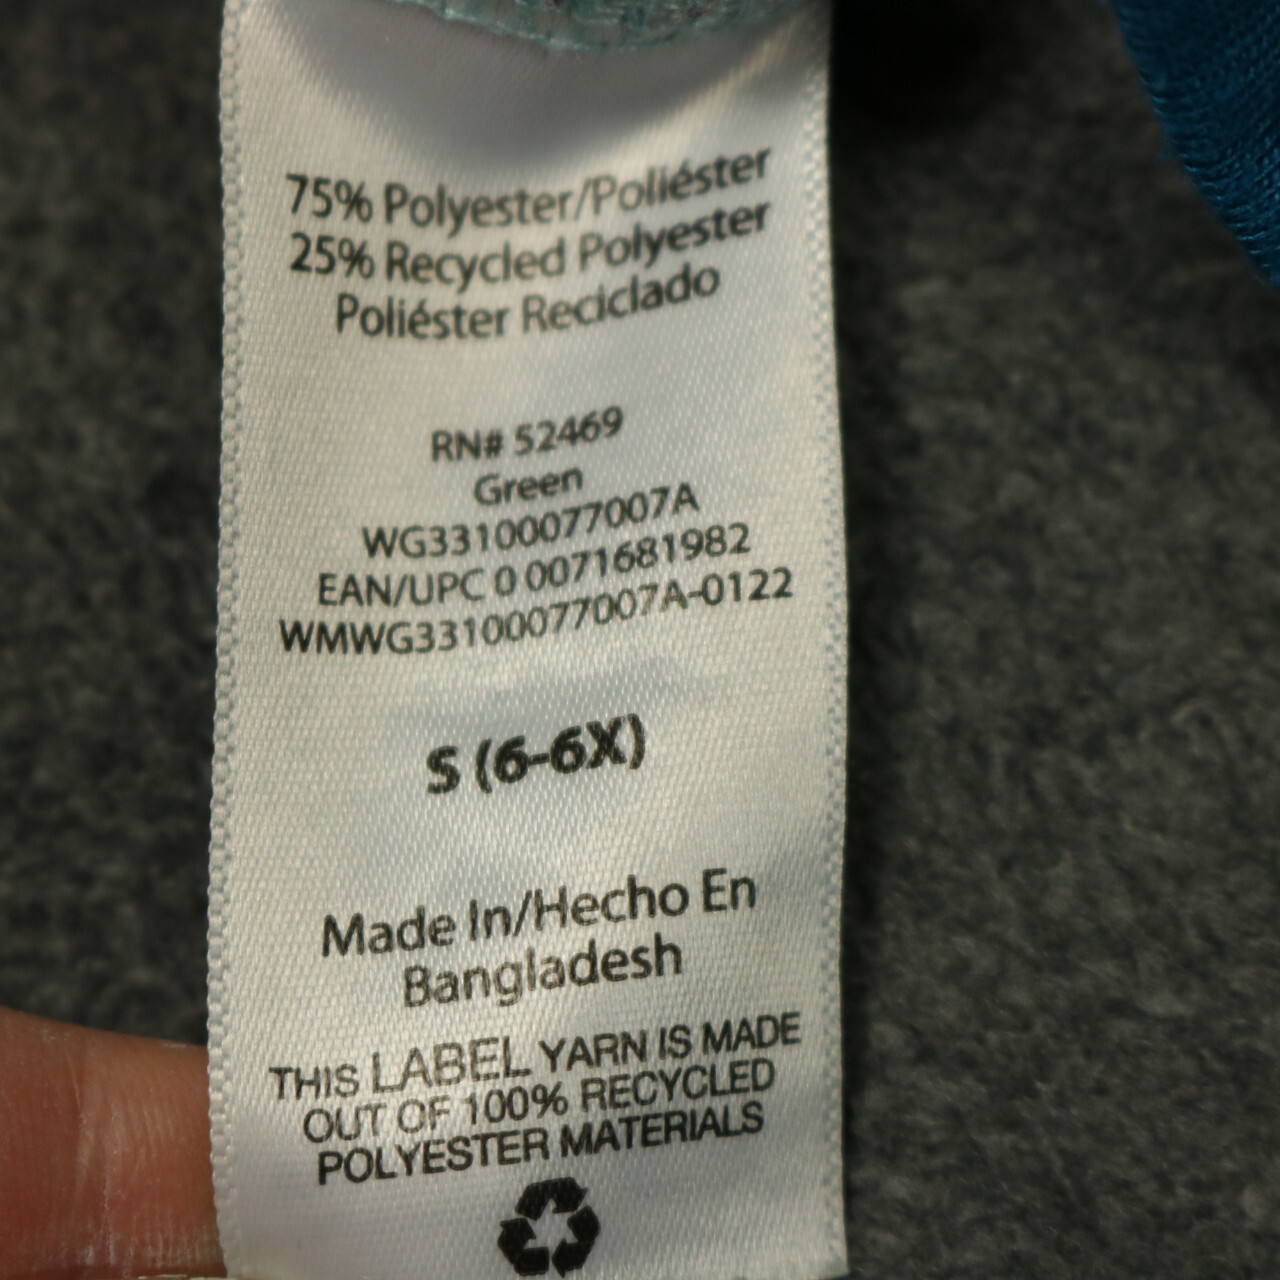 75% Polyester/Poliéster
25% Recycled Polyester
Poliéster Reciclado
RN# 52469
Green
WG33100077007A
EAN/UPC 0 0071681982
WMWG33100077007A-0122
S (6-6X)
Made In/Hecho En
Bangladesh
THIS LABEL YARN IS MADE
OUT OF 100% RECYCLED
POLYESTER MATERIALS